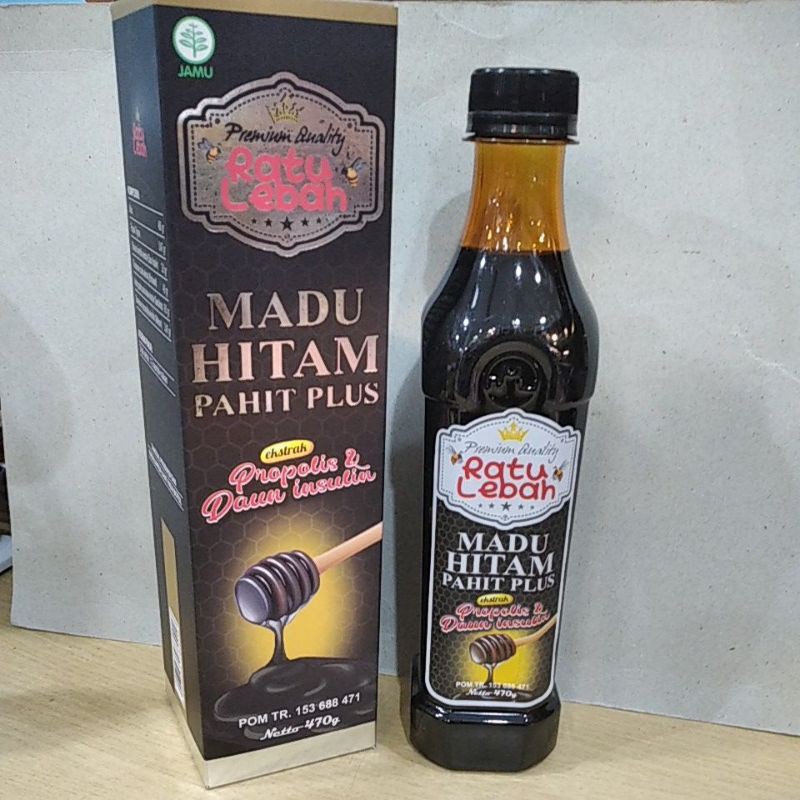 JAMU
Premium Quality
Ratu
Lebah
MADU
HITAM
PAHIT PLUS
ekstrak
Propolis &
Daun insulin
POM TR. 153 688 471
Netto 470g
Ratu
Lebah
Premium Quality
Ratu
Lebah
MADU
HITAM
PAHIT PLUS
ekstrak
Propolis &
Daun insulin
POM TR. 153 688 471
Netto 470g